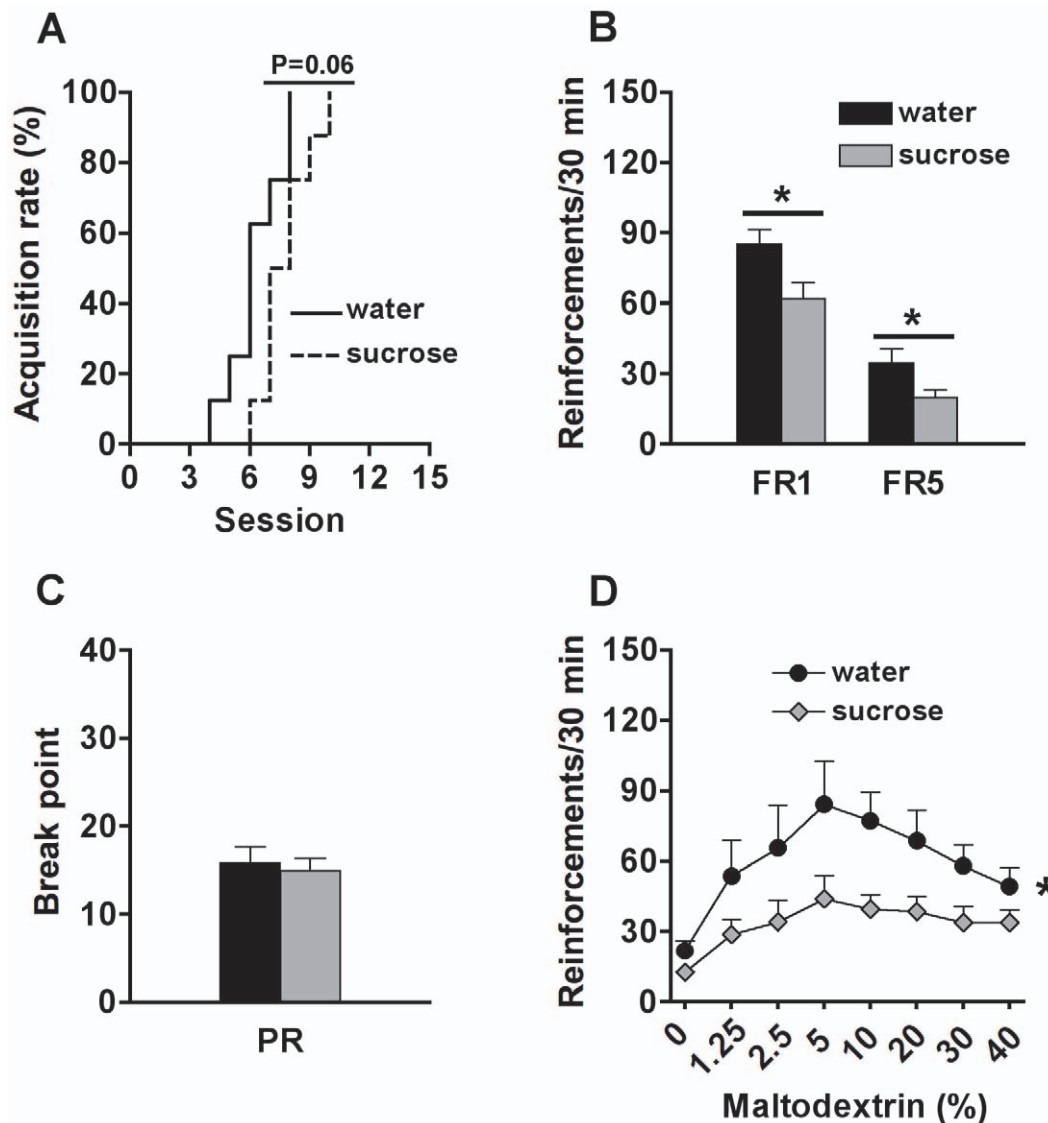 A
P=0.06
Acquisition rate (%)
100
80
60
40
20
0
water
sucrose
0 3 6 9 12 15
Session
B
Reinforcements/30 min
150
120
90
60
30
0
water
sucrose
*
*
FR1 FR5
C
Break point
40
30
20
10
0
PR
D
Reinforcements/30 min
150
120
90
60
30
0
water
sucrose
*
0 1.25 2.5 5 10 20 30 40
Maltodextrin (%)